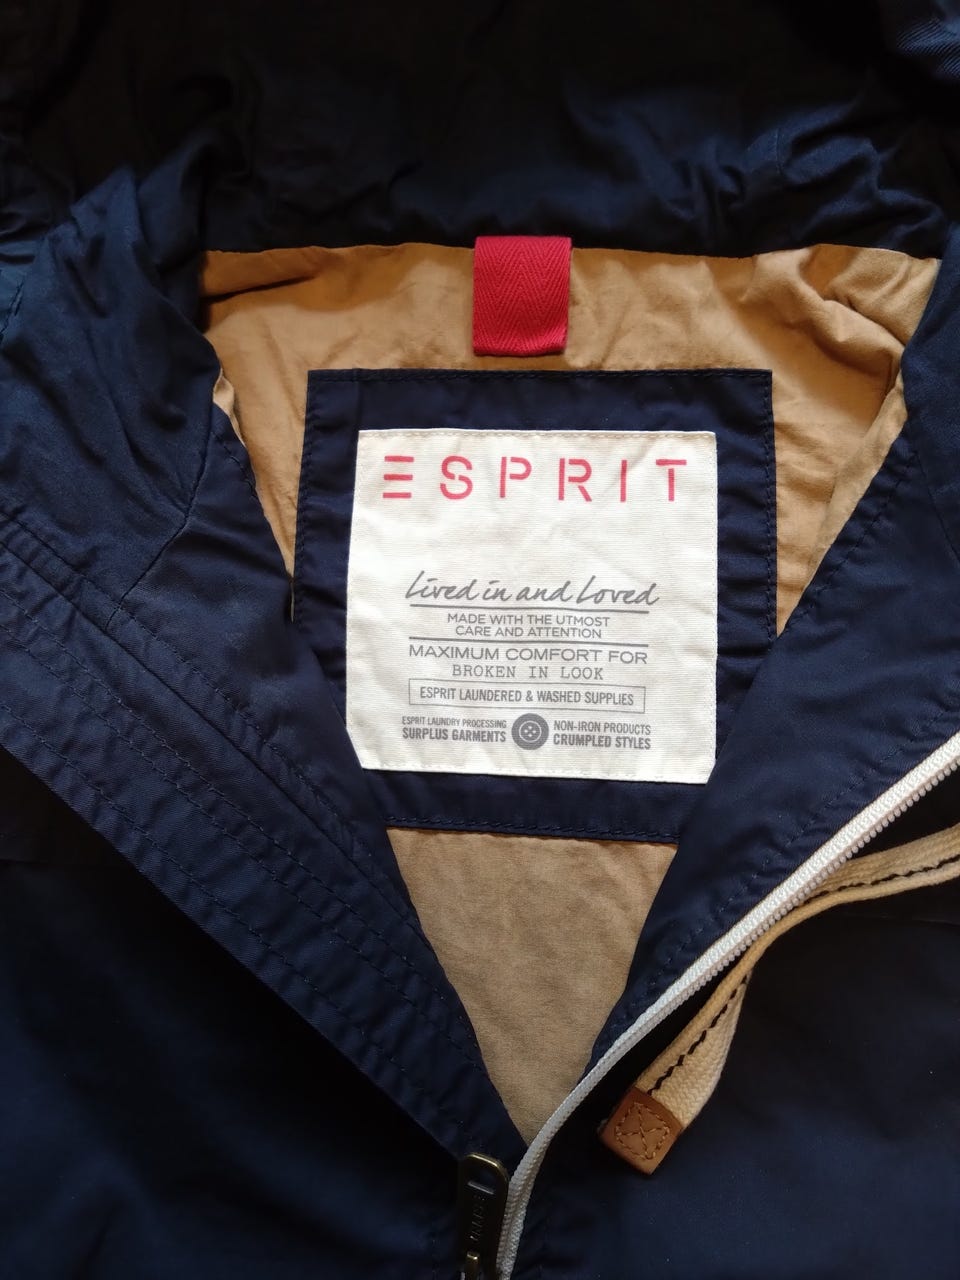 ESPRIT
Lived in and Loved
MADE WITH THE UTMOST
CARE AND ATTENTION
MAXIMUM COMFORT FOR
BROKEN IN LOOK
ESPRIT LAUNDERED & WASHED SUPPLIES
ESPRIT LAUNDRY PROCESSING
SURPLUS GARMENTS
NON-IRON PRODUCTS
CRUMPLED STYLES
ESPRIT